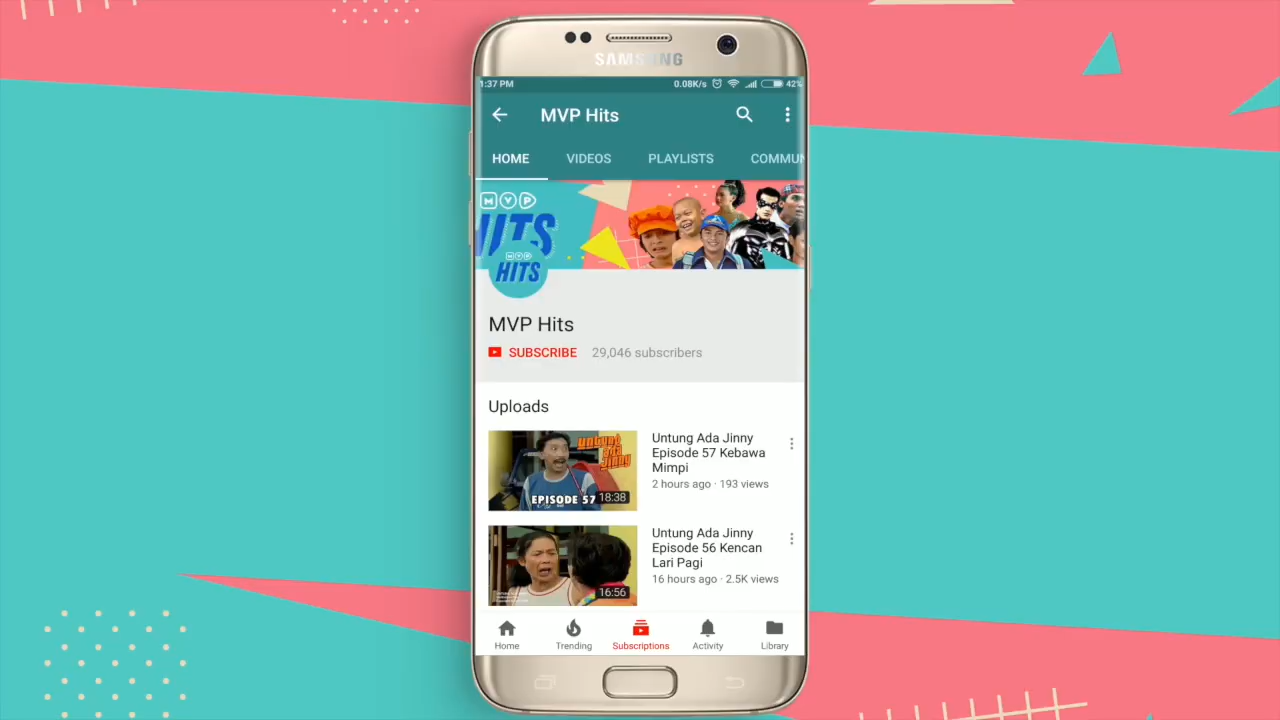 SAMSUNG
1:37 PM 0.08K/s 42%
MVP Hits
HOME VIDEOS PLAYLISTS COMMUN
MVP
HITS
MVP
HITS
MVP Hits
SUBSCRIBE 29,046 subscribers
Uploads
UNTUNG
ADA
JINNY
EPISODE 57 18:38
Untung Ada Jinny
Episode 57 Kebawa
Mimpi
2 hours ago · 193 views
16:56
Untung Ada Jinny
Episode 56 Kencan
Lari Pagi
16 hours ago · 2.5K views
Home Trending Subscriptions Activity Library